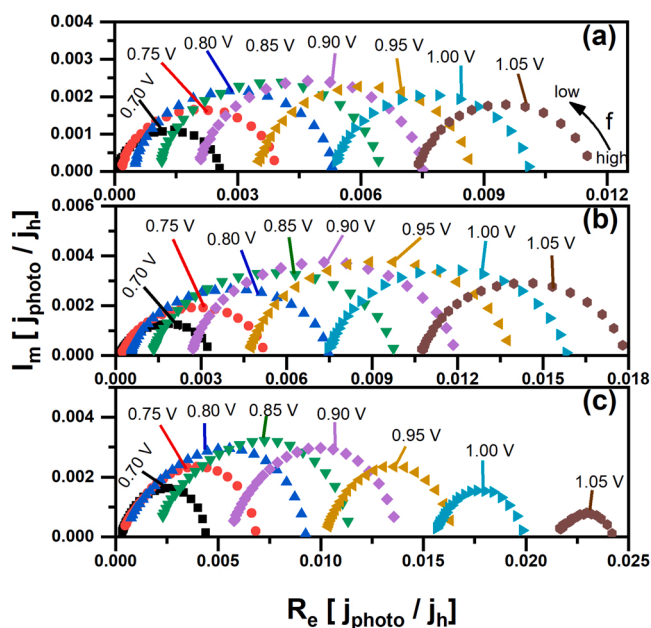 0.004
0.003
0.002
0.001
0.000
0.70 V
0.75 V
0.80 V
0.85 V
0.90 V
0.95 V
1.00 V
1.05 V
(a)
low
f
high
0.000 0.003 0.006 0.009 0.012
0.006
0.004
0.002
0.000
0.70 V
0.75 V
0.80 V
0.85 V
0.90 V
0.95 V
1.00 V
1.05 V
(b)
0.000 0.003 0.006 0.009 0.012 0.015 0.018
0.004
0.002
0.000
0.70 V
0.75 V
0.80 V
0.85 V
0.90 V
0.95 V
1.00 V
1.05 V
(c)
0.000 0.005 0.010 0.015 0.020 0.025
Im [ jphoto / jh]
Re [ jphoto / jh]